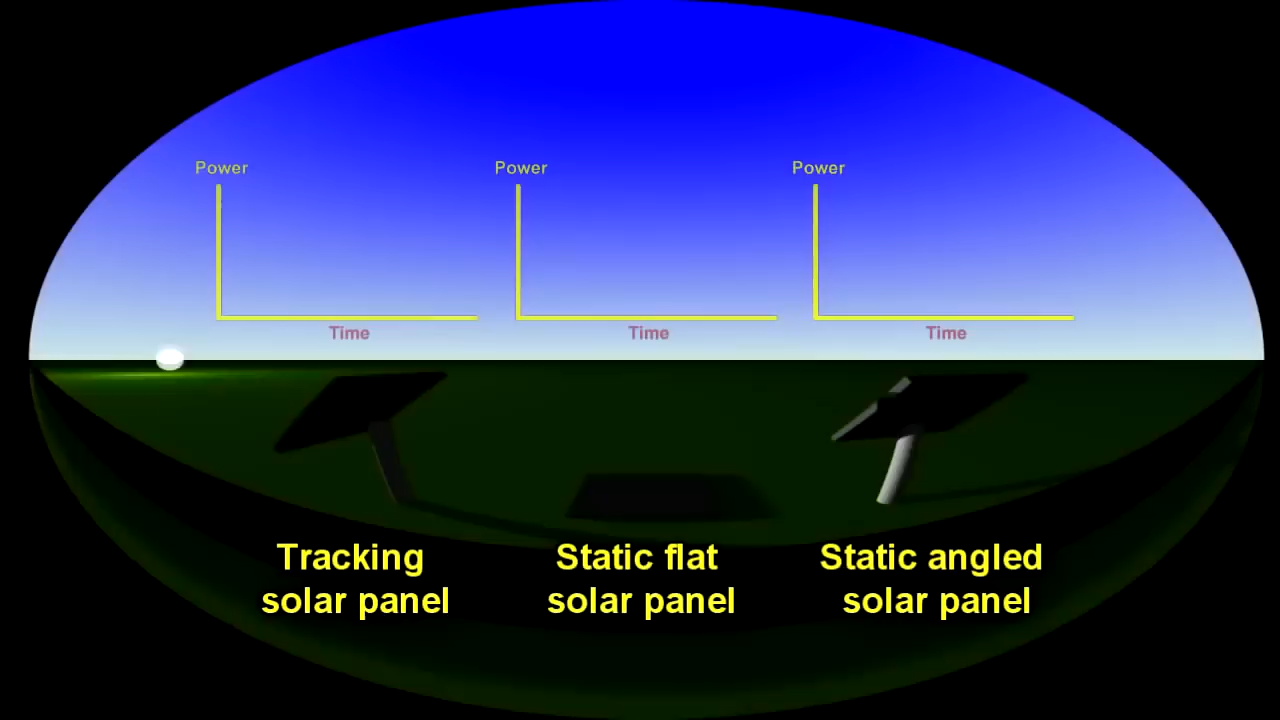 Power
Power
Power
Time
Time
Time
Tracking
solar panel
Static flat
solar panel
Static angled
solar panel